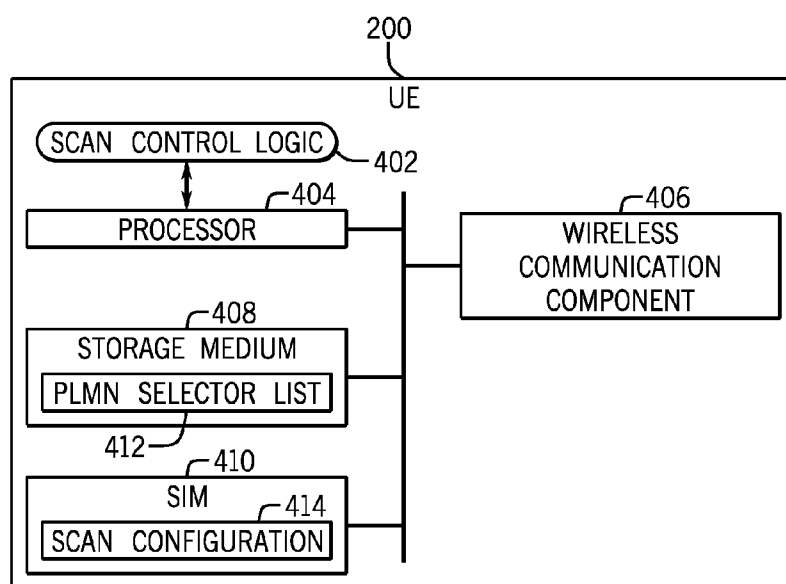 200
UE
SCAN CONTROL LOGIC
402
404
PROCESSOR
406
WIRELESS
COMMUNICATION
COMPONENT
408
STORAGE MEDIUM
PLMN SELECTOR LIST
412
410
SIM
414
SCAN CONFIGURATION